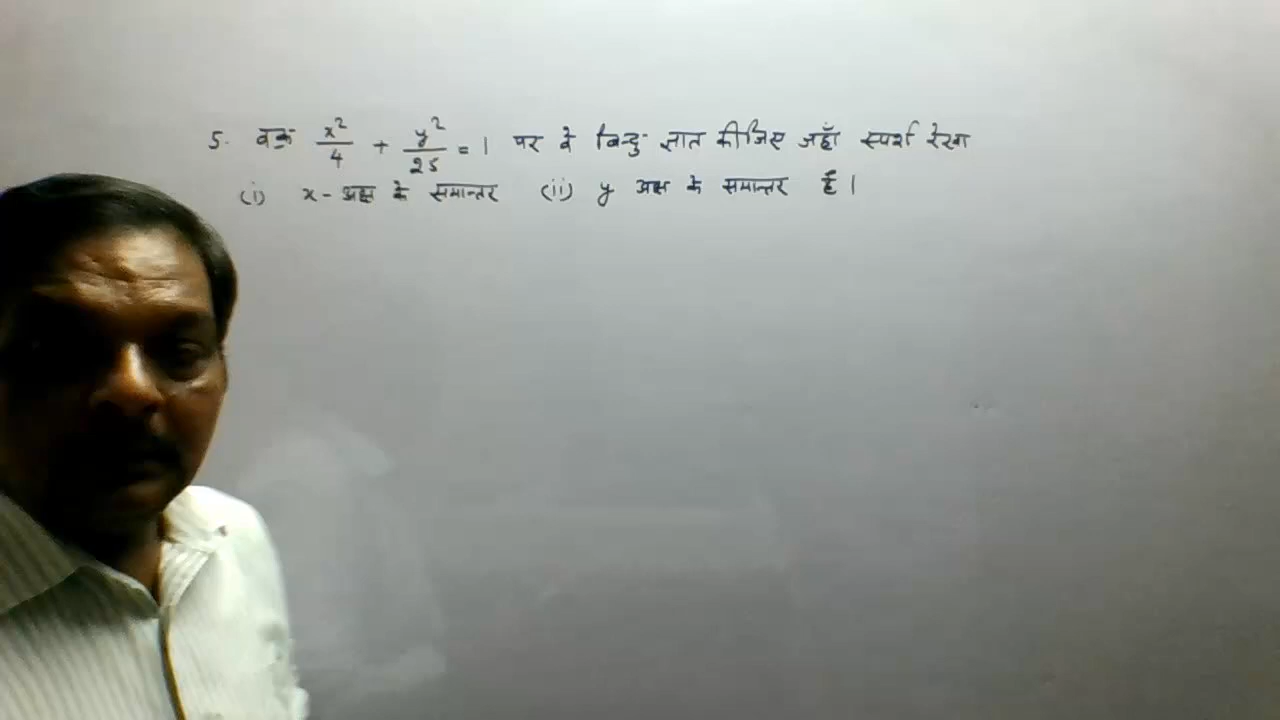 5. वक्र x²/4 + y²/25 = 1 पर वे बिन्दु ज्ञात कीजिए जहाँ स्पर्श रेखा
(i) x-अक्ष के समान्तर (ii) y अक्ष के समान्तर हैं।